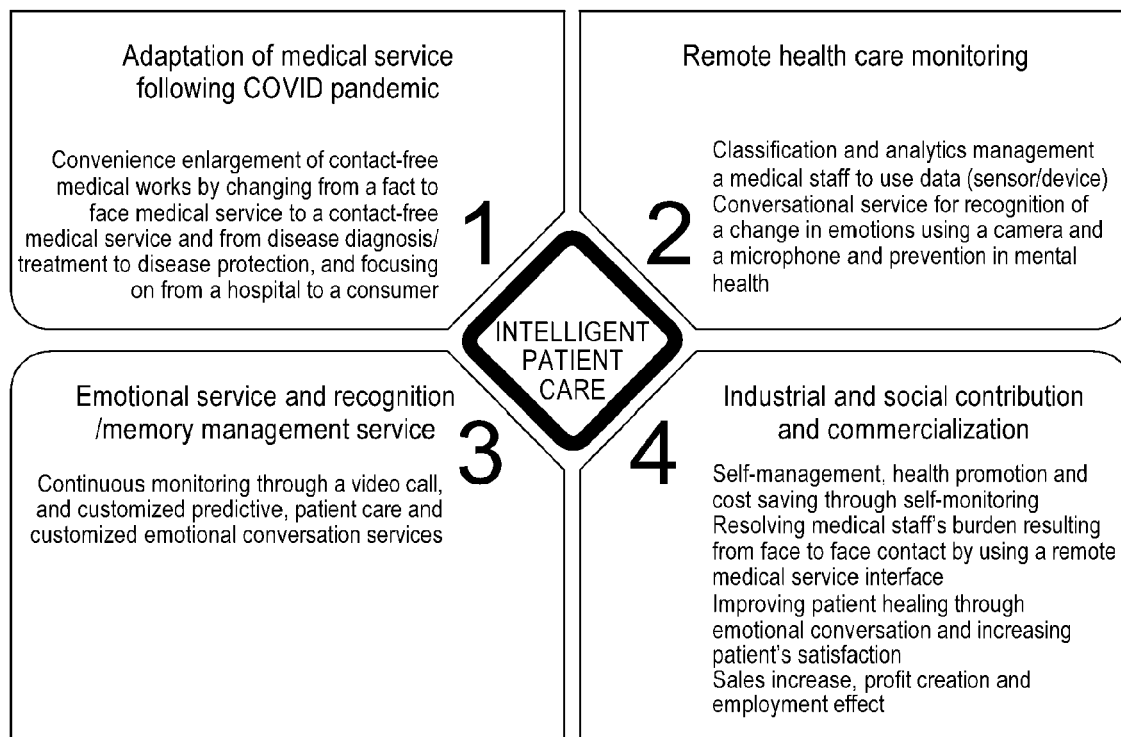 Adaptation of medical service
following COVID pandemic
Convenience enlargement of contact-free
medical works by changing from a fact to
face medical service to a contact-free
medical service and from disease diagnosis/
treatment to disease protection, and focusing
on from a hospital to a consumer
1
Remote health care monitoring
Classification and analytics management
a medical staff to use data (sensor/device)
Conversational service for recognition of
a change in emotions using a camera and
a microphone and prevention in mental
health
2
INTELLIGENT
PATIENT
CARE
Emotional service and recognition
/memory management service
Continuous monitoring through a video call,
and customized predictive, patient care and
customized emotional conversation services
3
Industrial and social contribution
and commercialization
Self-management, health promotion and
cost saving through self-monitoring
Resolving medical staff's burden resulting
from face to face contact by using a remote
medical service interface
Improving patient healing through
emotional conversation and increasing
patient's satisfaction
Sales increase, profit creation and
employment effect
4